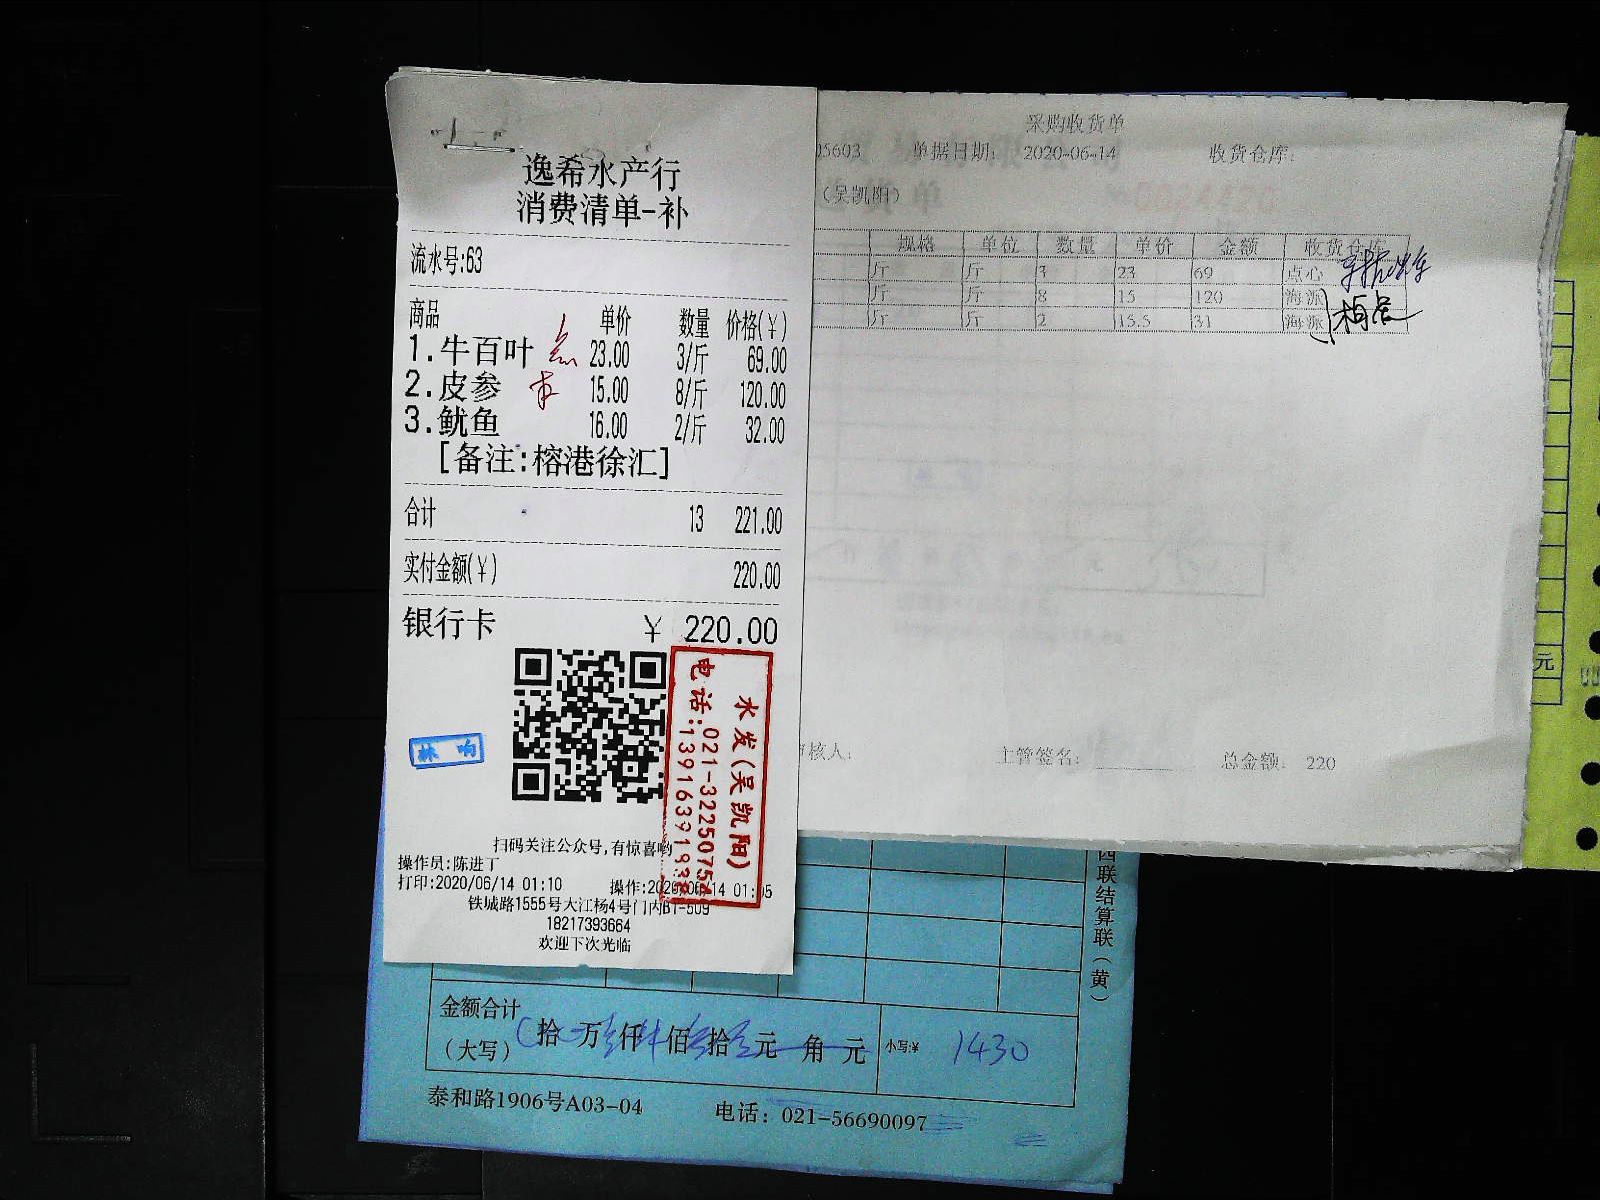 逸希水产行
消费清单-补
流水号:63
商品 单价 数量 价格(¥)
1.牛百叶 点 23.00 3/斤 69.00
2.皮参 15.00 8/斤 120.00
3.鱿鱼 16.00 2/斤 32.00
[备注:榕港徐汇]
合计 13 221.00
实付金额(¥) 220.00
银行卡 ¥ 220.00
林响
水发(吴凯阳)
电话:021-32250754
13916391938
扫码关注公众号,有惊喜哟
操作员:陈进丁
打印:2020/06/14 01:10 操作:2020/06/14 01:05
铁城路1555号大江杨4号门内B1-509
18217393664
欢迎下次光临
采购收货单
05603 单据日期: 2020-06-14 收货仓库:
(吴凯阳)
规格 单位 数量 单价 金额 收货仓库
斤 斤 3 23 69 点心
斤 斤 8 15 120 海派
斤 斤 2 15.5 31 海派
审核人: 主管签名: 总金额: 220
元
四联结算联(黄)
金额合计
(大写) 拾 万 仟 佰 拾 元 角 元 小写:¥ 1430
泰和路1906号A03-04 电话: 021-56690097